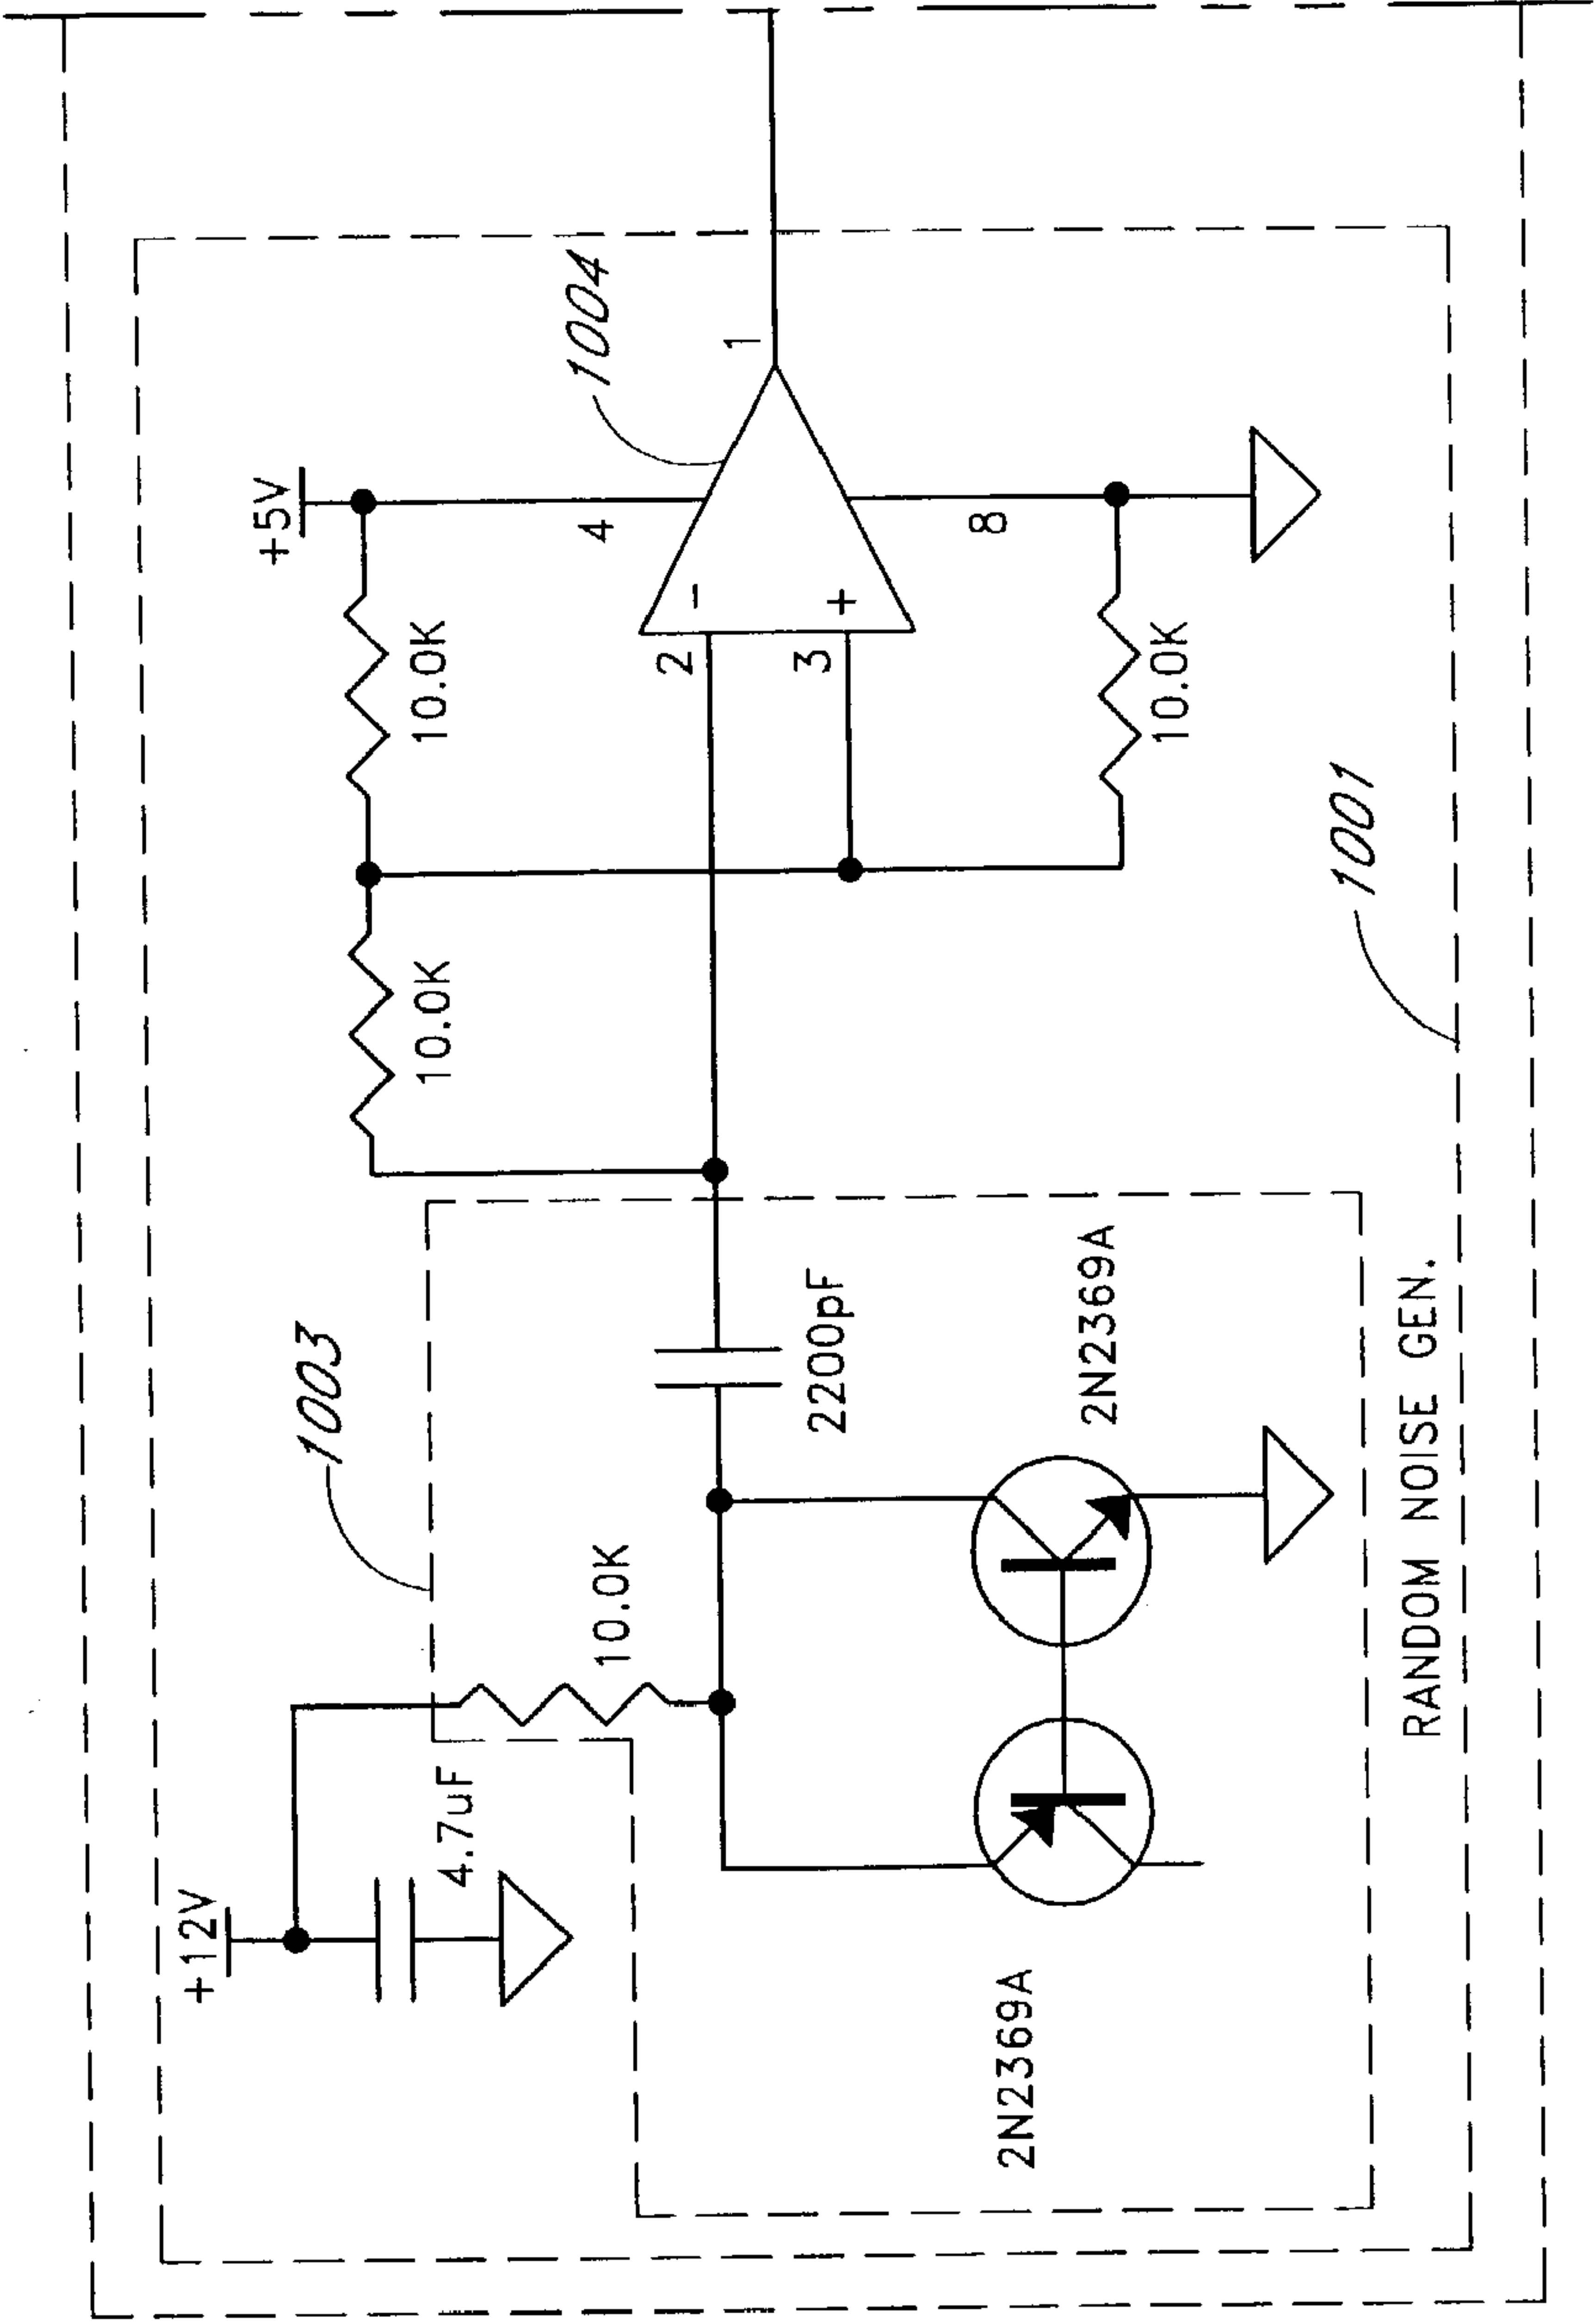 +12V
4.7uF
1003
10.0K
2200pF
2N2369A
2N2369A
RANDOM NOISE GEN.
10.0K
+5V
10.0K
2
-
3
+
4
8
1
1004
10.0K
1001